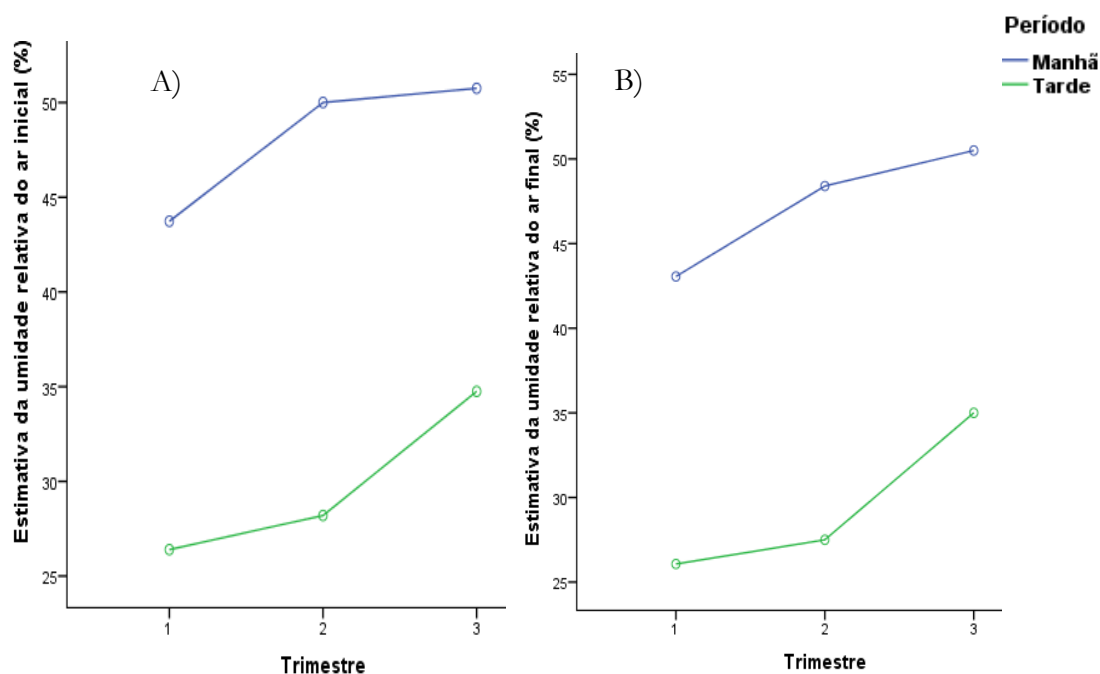 Período
Manhã
Tarde
A)
Estimativa da umidade relativa do ar inicial (%)
50
45
40
35
30
25
1 2 3
Trimestre
B)
Estimativa da umidade relativa do ar final (%)
55
50
45
40
35
30
25
1 2 3
Trimestre